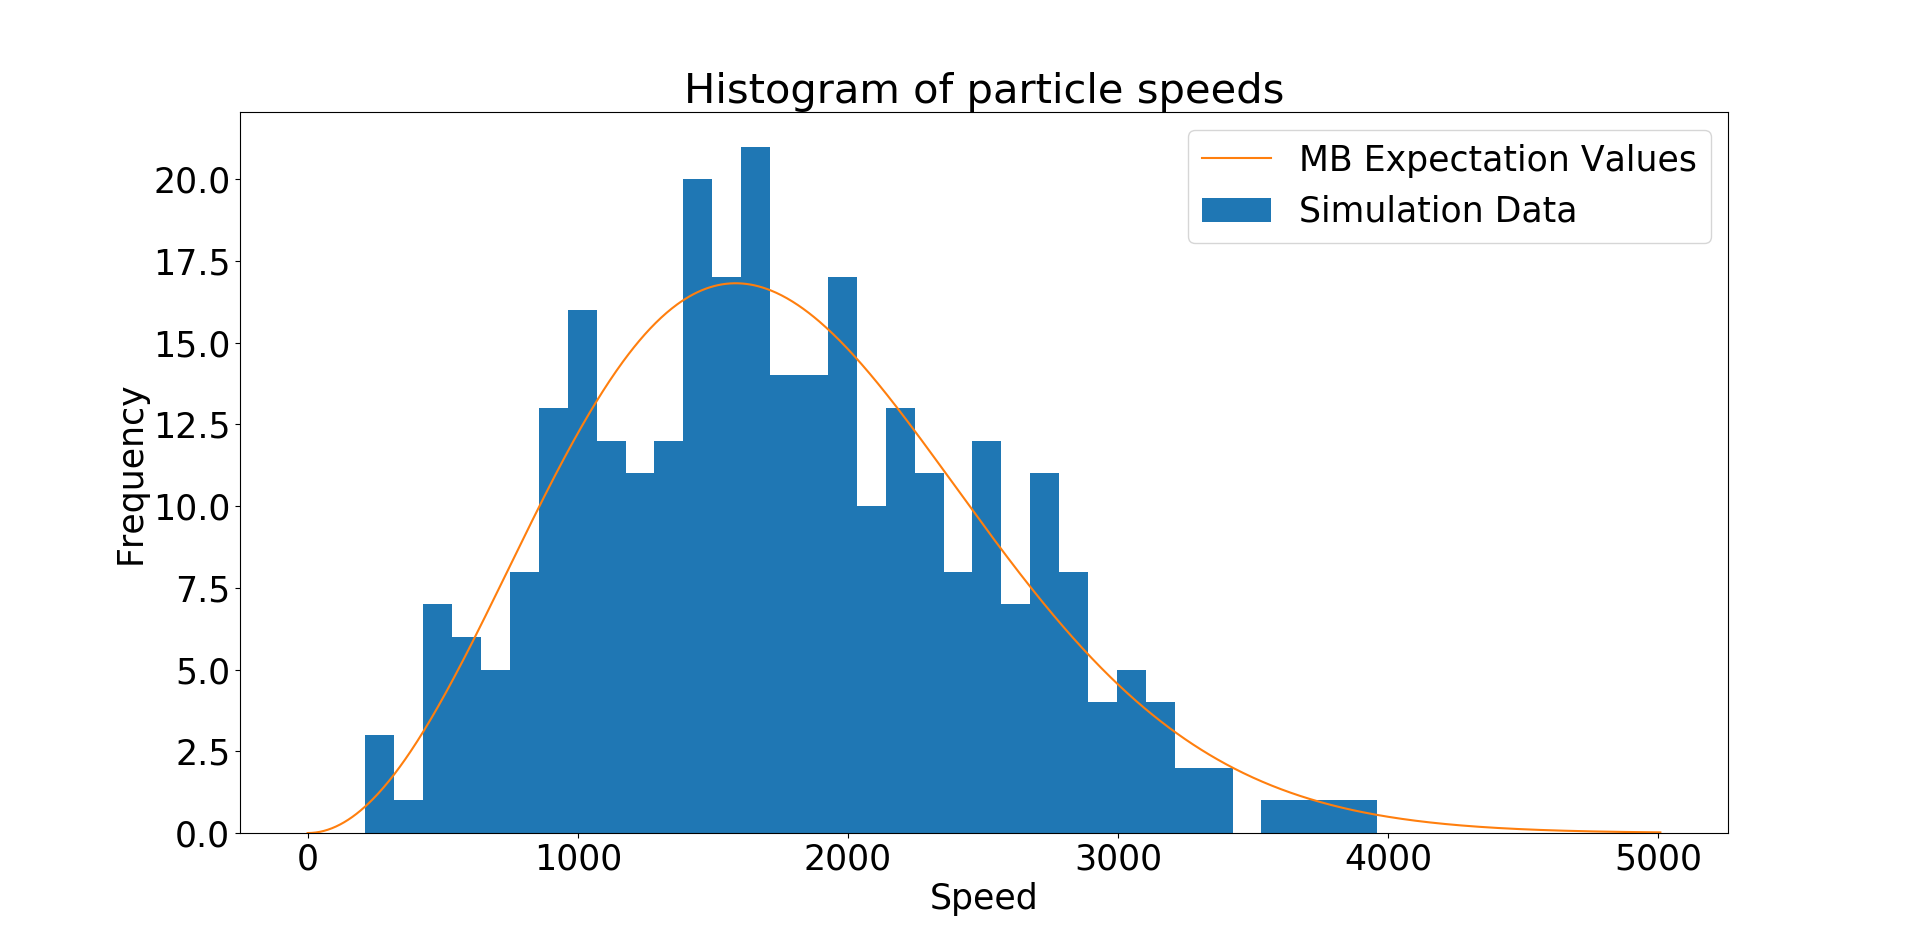 Histogram of particle speeds
MB Expectation Values
Simulation Data
20.0
17.5
15.0
12.5
10.0
7.5
5.0
2.5
0.0
Frequency
0 1000 2000 3000 4000 5000
Speed